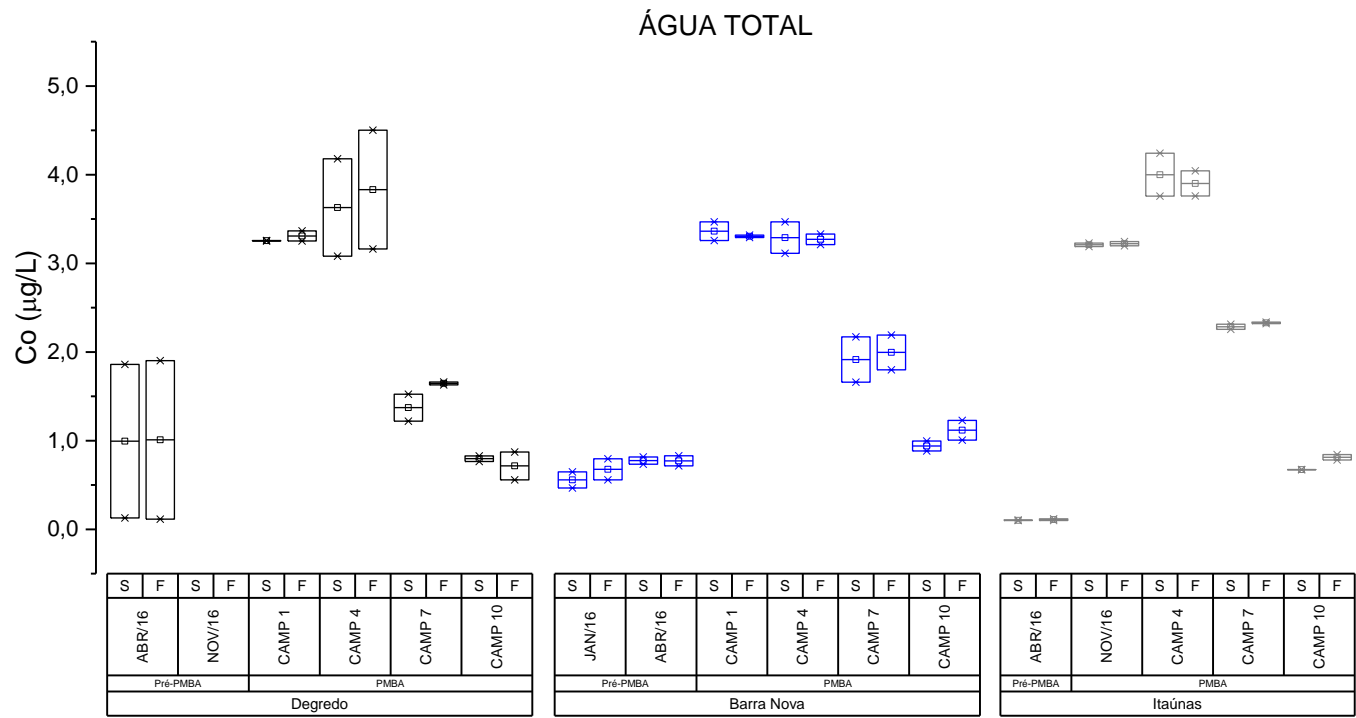 ÁGUA TOTAL
Co (µg/L)
5,0
4,0
3,0
2,0
1,0
0,0
S F S F S F S F S F S F S F S F S F S F S F S F S F S F S F S F S F
ABR/16 NOV/16 CAMP 1 CAMP 4 CAMP 7 CAMP 10 JAN/16 ABR/16 CAMP 1 CAMP 4 CAMP 7 CAMP 10 ABR/16 NOV/16 CAMP 4 CAMP 7 CAMP 10
Pré-PMBA PMBA Pré-PMBA PMBA Pré-PMBA PMBA
Degredo Barra Nova Itaúnas